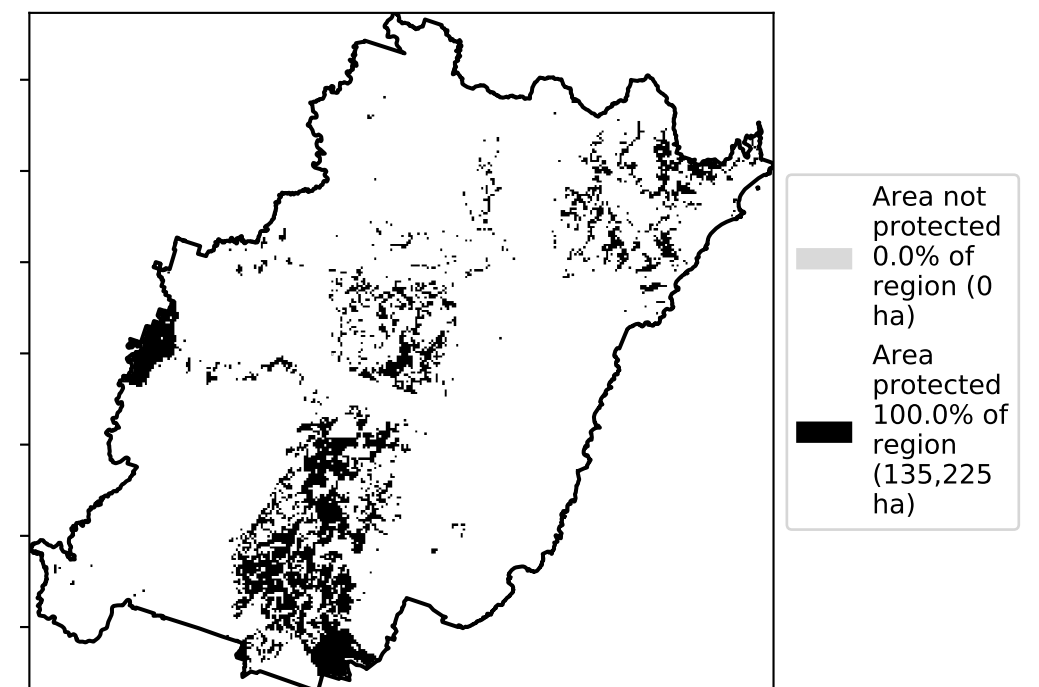 Area not
protected
0.0% of
region (0
ha)
Area
protected
100.0% of
region
(135,225
ha)